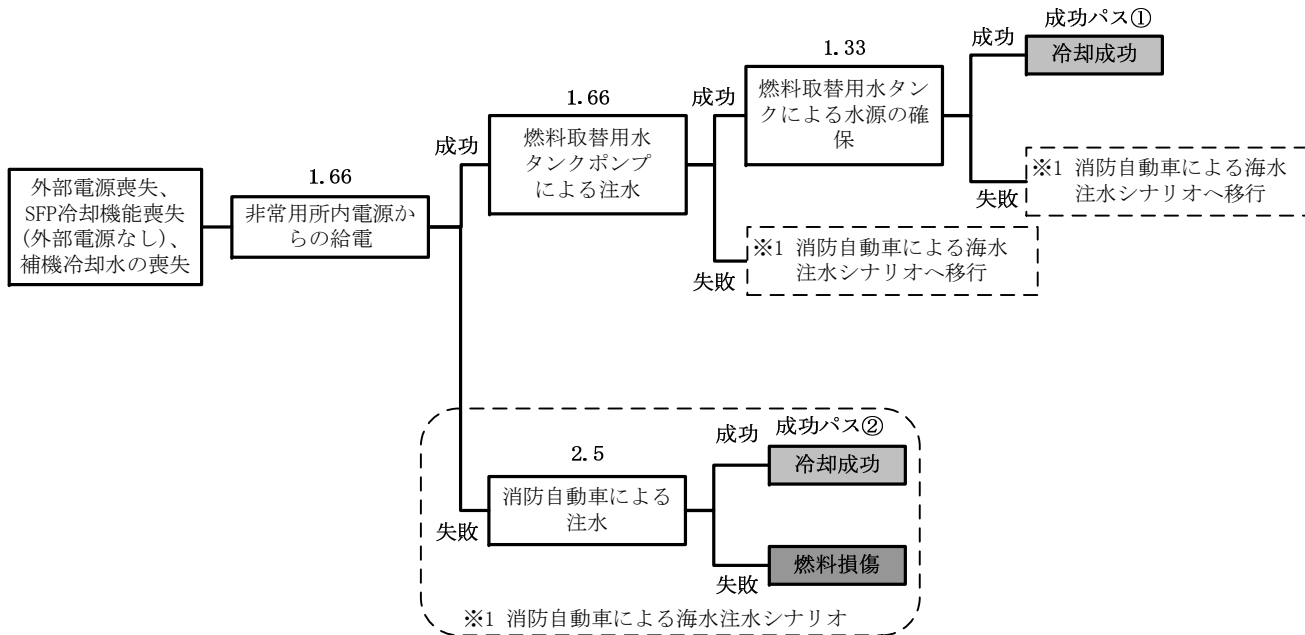 外部電源喪失、
SFP冷却機能喪失
(外部電源なし)、
補機冷却水の喪失
1.66
非常用所内電源か
らの給電
成功
1.66
燃料取替用水
タンクポンプ
による注水
成功
1.33
燃料取替用水タン
クによる水源の確
保
成功
成功パス①
冷却成功
失敗
※1 消防自動車による海水
注水シナリオへ移行
失敗
※1 消防自動車による海水
注水シナリオへ移行
失敗
2.5
消防自動車による
注水
成功
成功パス②
冷却成功
失敗
燃料損傷
※1 消防自動車による海水注水シナリオ